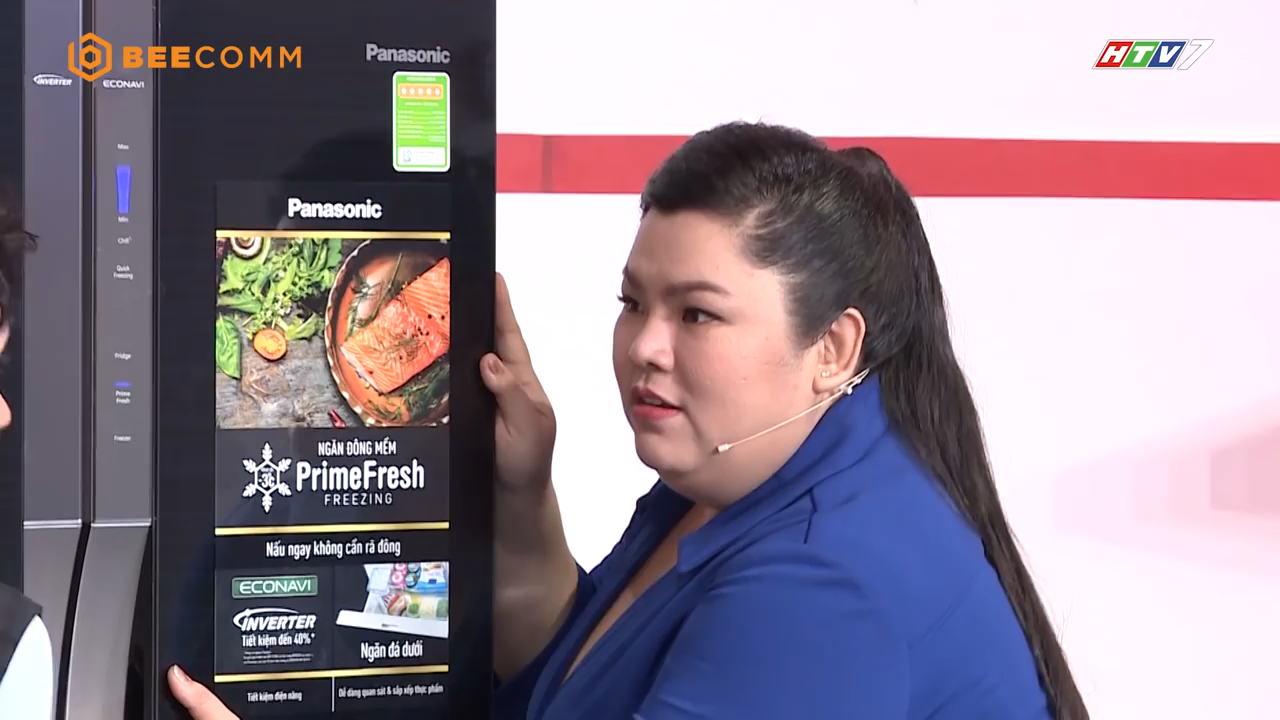 BEECOMM
Panasonic
HTV7
INVERTER
ECONAVI
Max
Min
Quick
Freezing
Fridge
Prime
Fresh
Freezer
Panasonic
NGĂN ĐÔNG MỀM
PrimeFresh
FREEZING
Nấu ngay không cần rã đông
ECONAVI
INVERTER
Tiết kiệm đến 40%*
Ngăn đá dưới
Tiết kiệm điện năng
Dễ dàng quan sát & sắp xếp thực phẩm